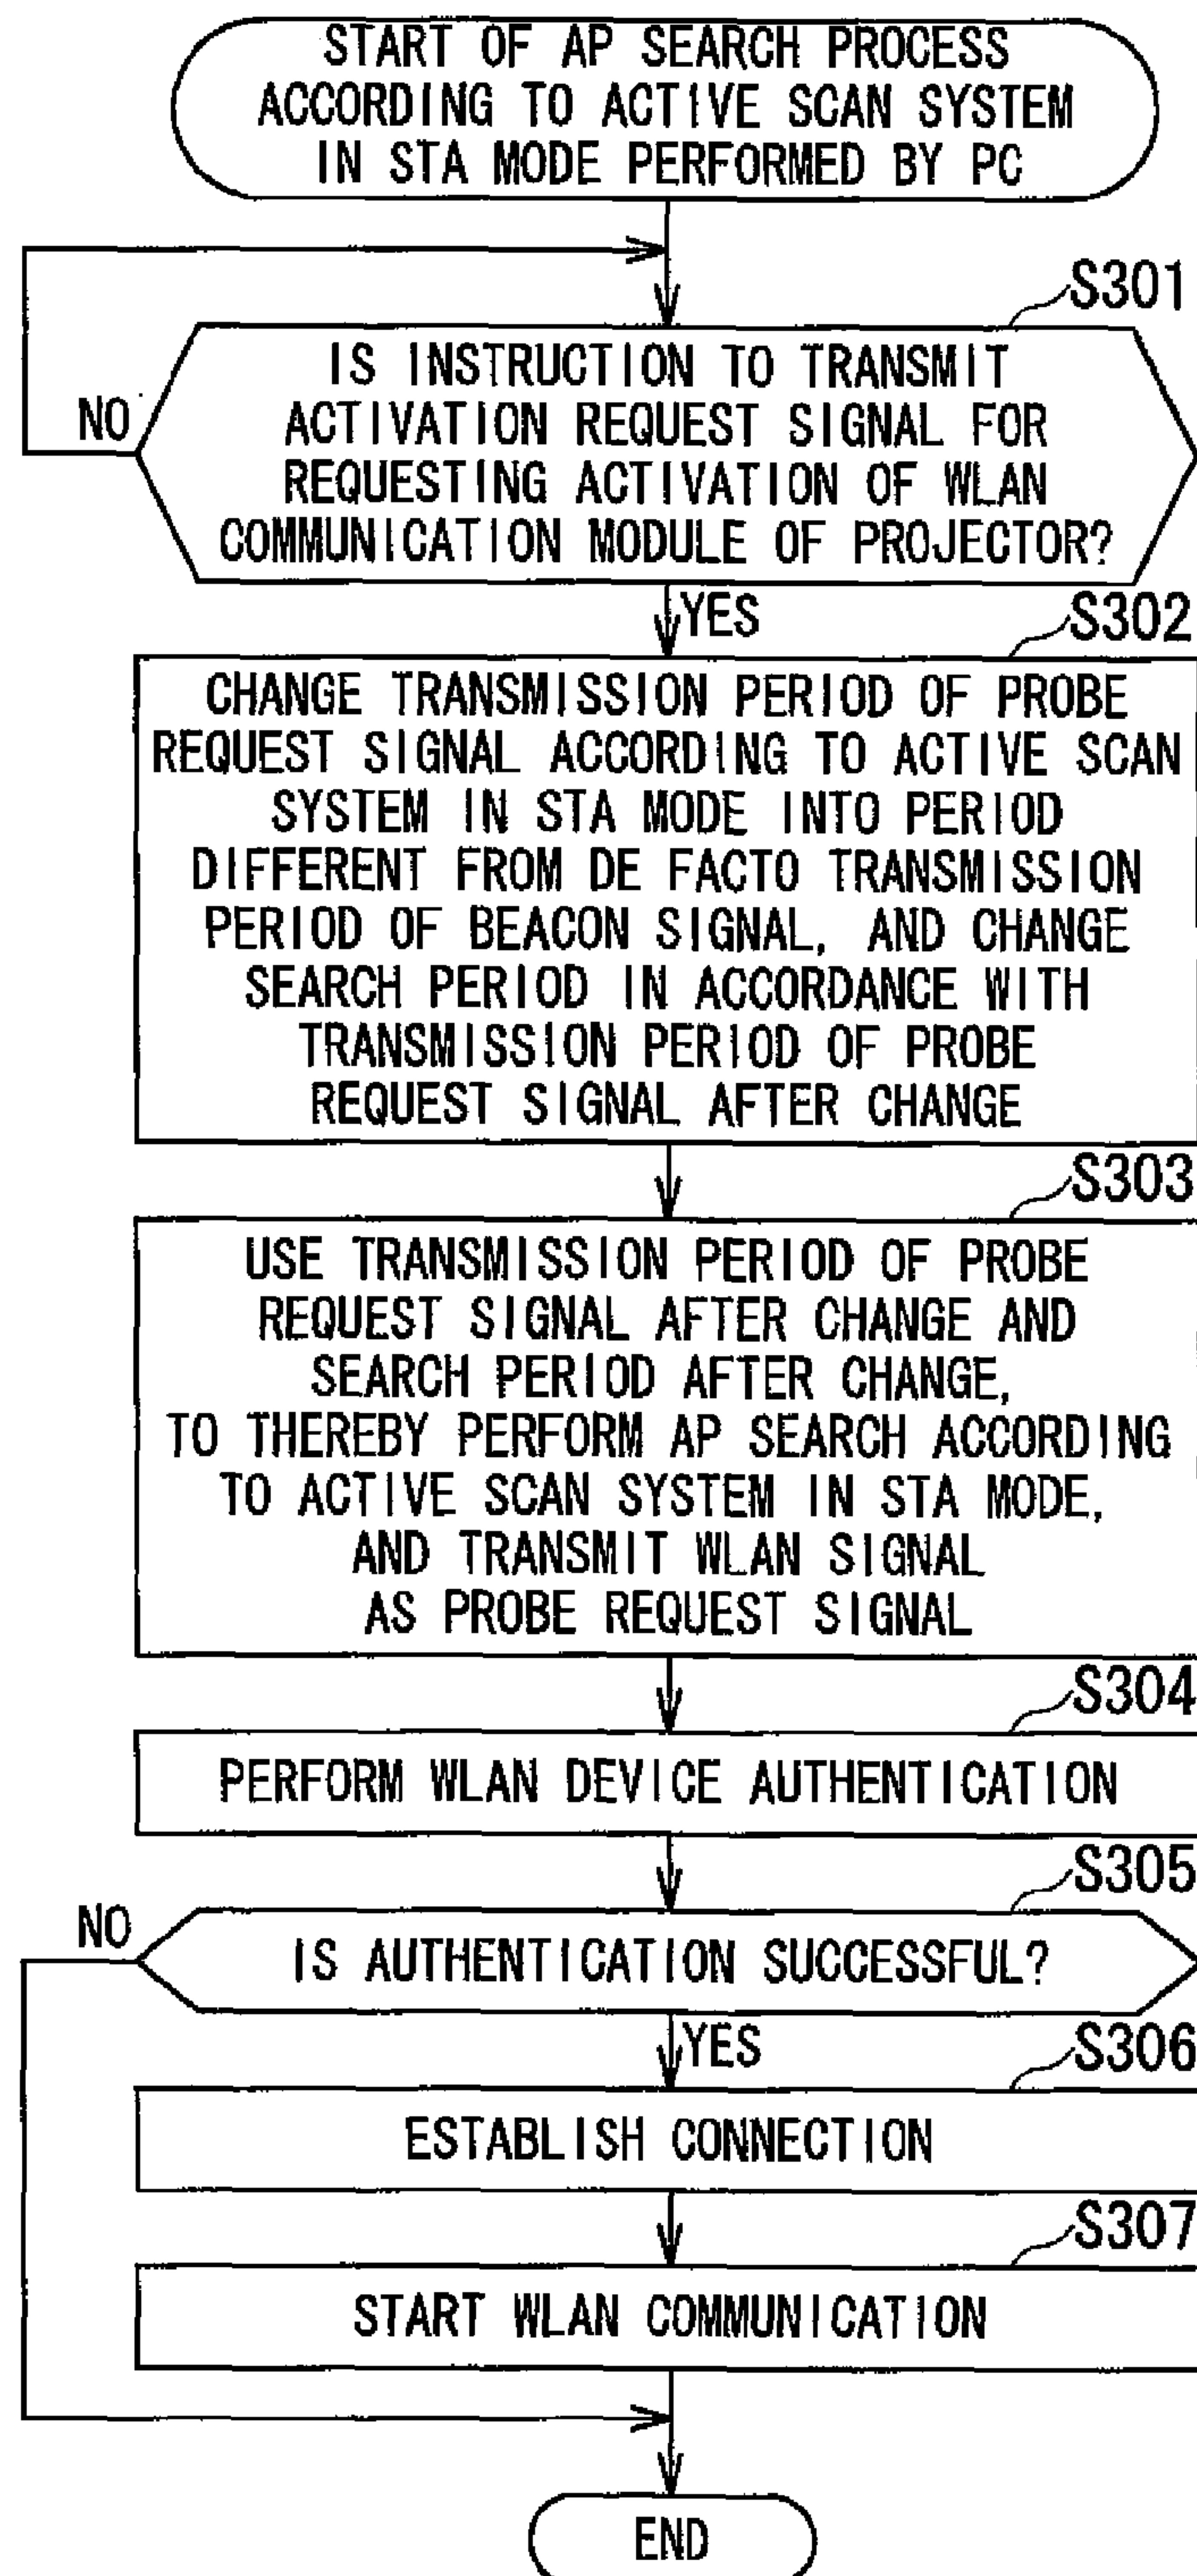 START OF AP SEARCH PROCESS
ACCORDING TO ACTIVE SCAN SYSTEM
IN STA MODE PERFORMED BY PC
S301
IS INSTRUCTION TO TRANSMIT
ACTIVATION REQUEST SIGNAL FOR
REQUESTING ACTIVATION OF WLAN
COMMUNICATION MODULE OF PROJECTOR?
NO
YES
S302
CHANGE TRANSMISSION PERIOD OF PROBE
REQUEST SIGNAL ACCORDING TO ACTIVE SCAN
SYSTEM IN STA MODE INTO PERIOD
DIFFERENT FROM DE FACTO TRANSMISSION
PERIOD OF BEACON SIGNAL, AND CHANGE
SEARCH PERIOD IN ACCORDANCE WITH
TRANSMISSION PERIOD OF PROBE
REQUEST SIGNAL AFTER CHANGE
S303
USE TRANSMISSION PERIOD OF PROBE
REQUEST SIGNAL AFTER CHANGE AND
SEARCH PERIOD AFTER CHANGE,
TO THEREBY PERFORM AP SEARCH ACCORDING
TO ACTIVE SCAN SYSTEM IN STA MODE,
AND TRANSMIT WLAN SIGNAL
AS PROBE REQUEST SIGNAL
S304
PERFORM WLAN DEVICE AUTHENTICATION
S305
NO
IS AUTHENTICATION SUCCESSFUL?
YES
S306
ESTABLISH CONNECTION
S307
START WLAN COMMUNICATION
END